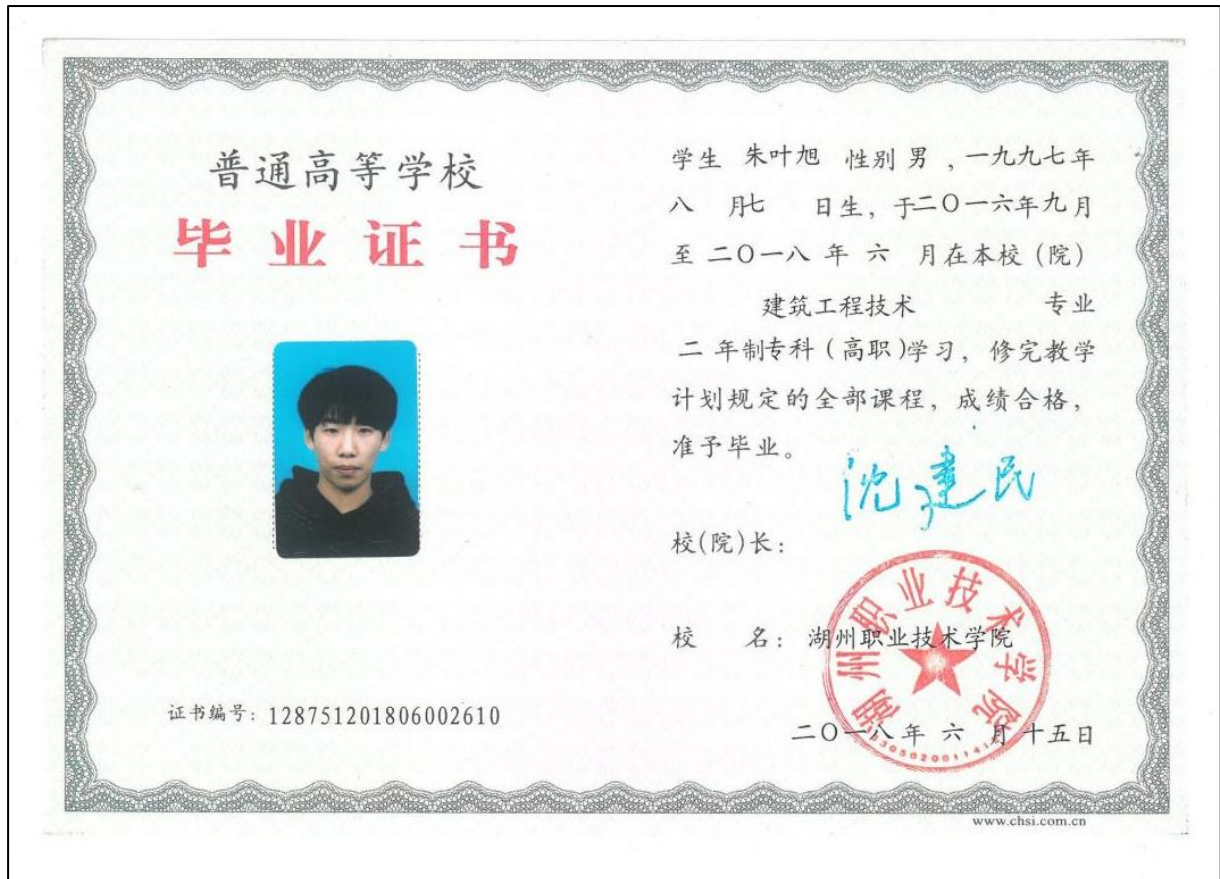 普通高等学校
毕业证书
证书编号：128751201806002610
学生 朱叶旭 性别 男 ，一九九七年
八 月七 日生，于二〇一六年九月
至 二〇一八 年 六 月在本校（院）
建筑工程技术 专业
二 年制专科（高职）学习，修完教学
计划规定的全部课程，成绩合格，
准予毕业。
沈建民
校(院)长：
校 名：湖州职业技术学院
湖州职业技术学院
二〇一八 年 六 月 十五日
www.chsi.com.cn